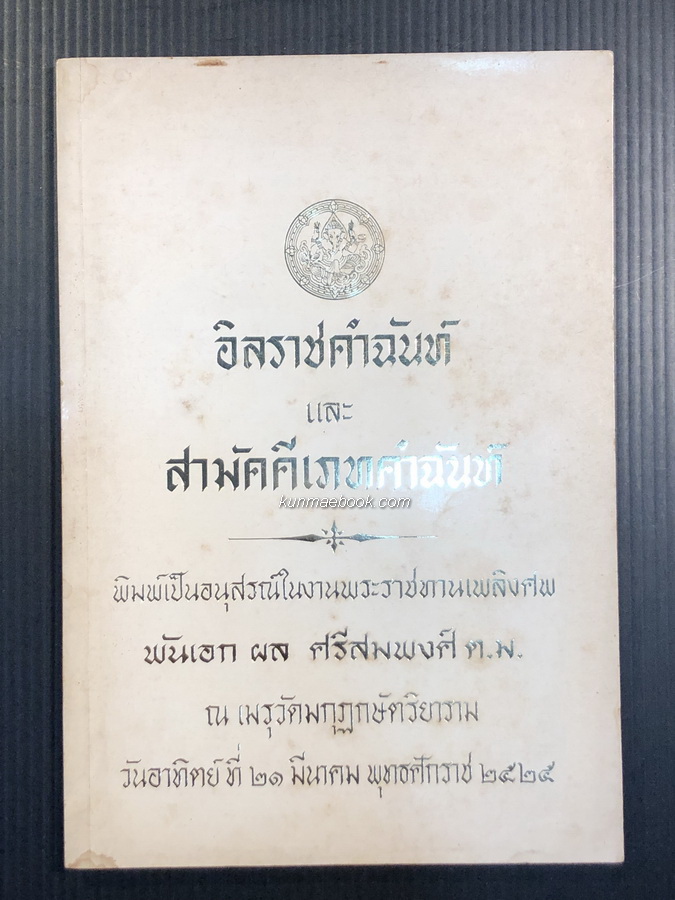 อิลราชคำฉันท์
และ
สามัคคีเภทคำฉันท์
kunmaebook.com
พิมพ์เป็นอนุสรณ์ในงานพระราชทานเพลิงศพ
พันเอก ผล ศรีสมพงศ์ ต.ม.
ณ เมรุวัดมกุฏกษัตริยาราม
วันอาทิตย์ ที่ ๒๑ มีนาคม พุทธศักราช ๒๕๒๕